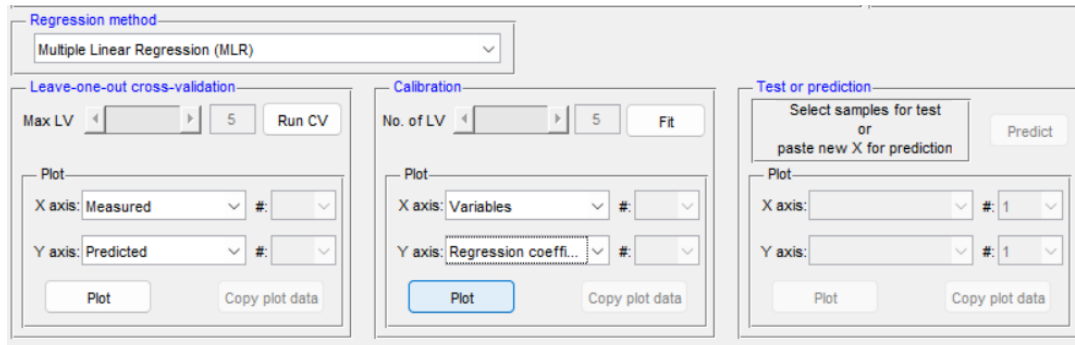 Regression method
Multiple Linear Regression (MLR)
Leave-one-out cross-validation
Max LV 5 Run CV
Plot
X axis: Measured #:
Y axis: Predicted #:
Plot Copy plot data
Calibration
No. of LV 5 Fit
Plot
X axis: Variables #:
Y axis: Regression coeffi... #:
Plot Copy plot data
Test or prediction
Select samples for test
or
paste new X for prediction
Predict
Plot
X axis: #: 1
Y axis: #: 1
Plot Copy plot data